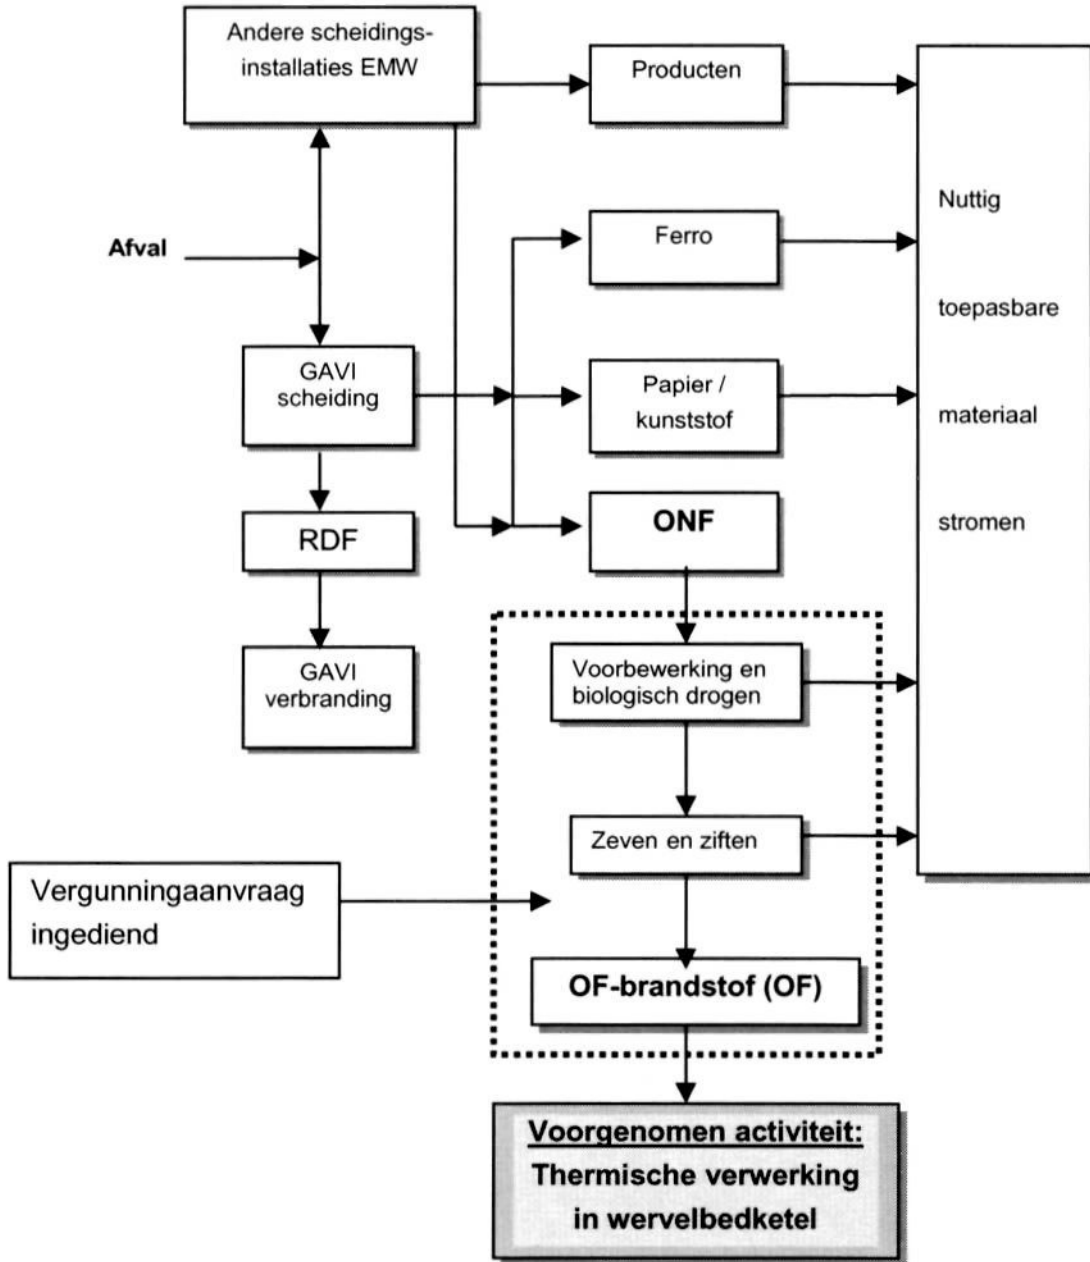 Andere scheidings-
installaties EMW
Producten
Afval
Ferro
GAVI
scheiding
Papier /
kunststof
Nuttig
toepasbare
materiaal
stromen
RDF
ONF
GAVI
verbranding
Voorbewerking en
biologisch drogen
Zeven en ziften
Vergunningaanvraag
ingediend
OF-brandstof (OF)
Voorgenomen activiteit:
Thermische verwerking
in wervelbedketel